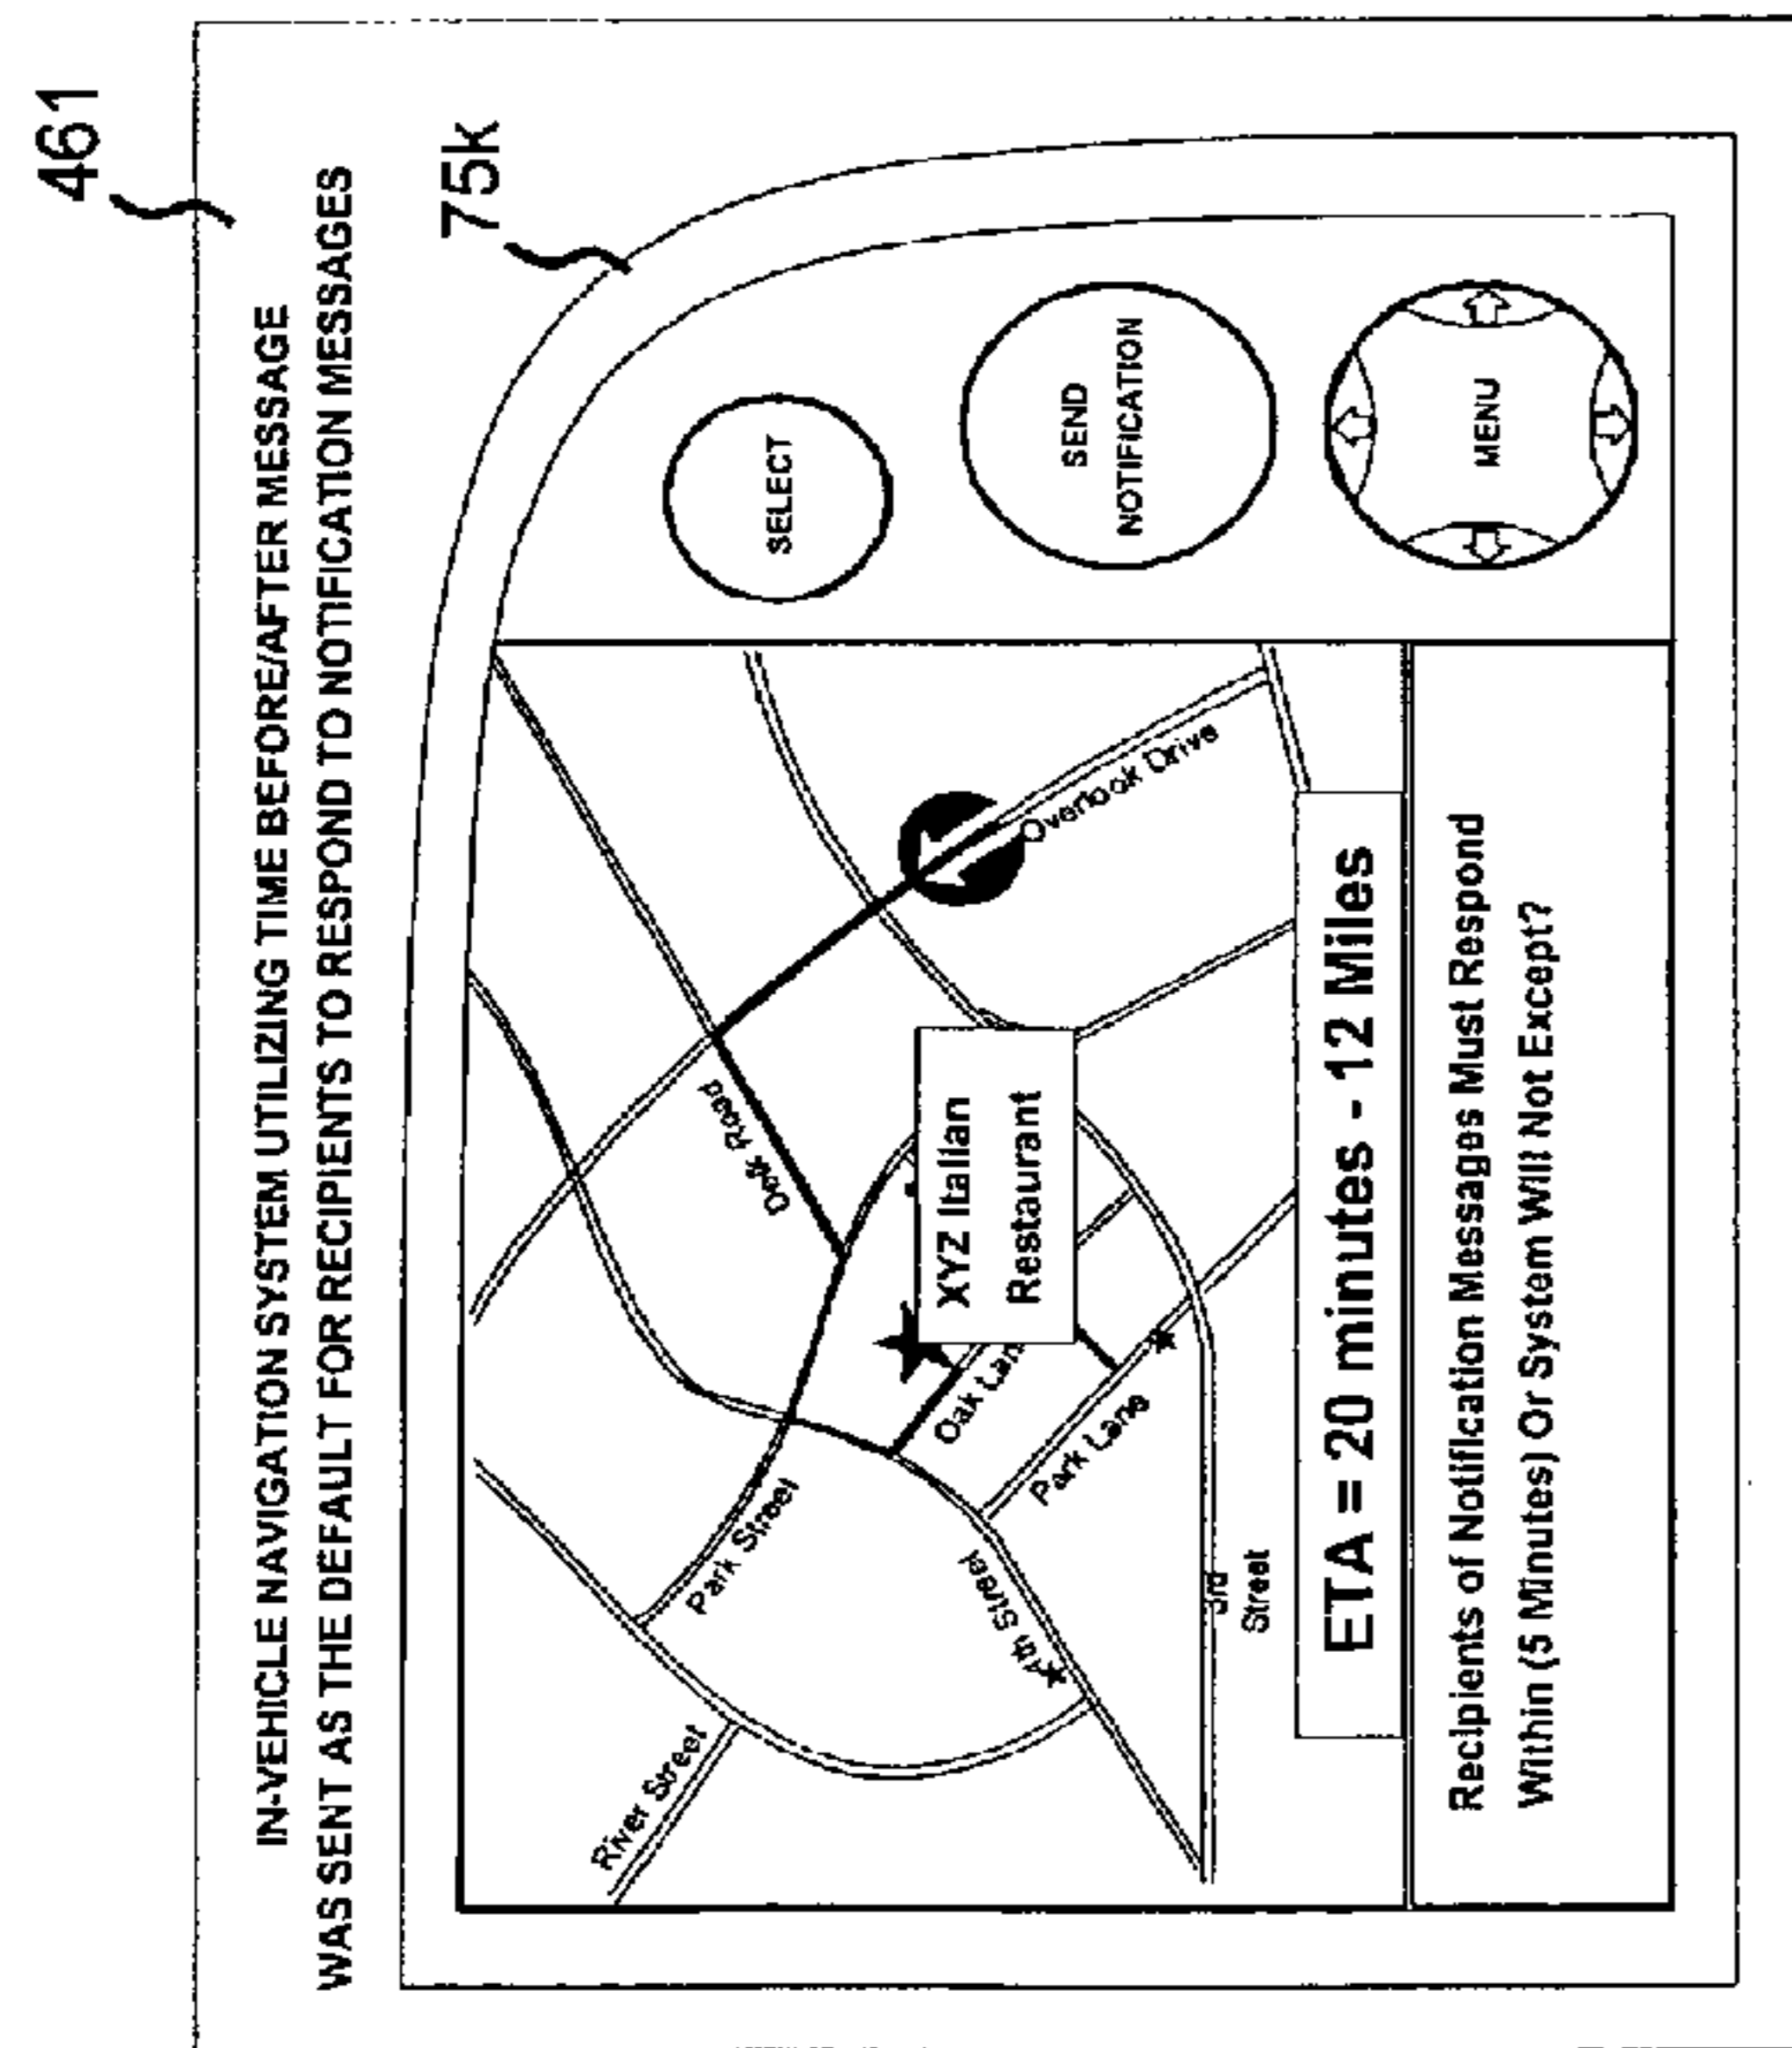 461
IN-VEHICLE NAVIGATION SYSTEM UTILIZING TIME BEFORE/AFTER MESSAGE
WAS SENT AS THE DEFAULT FOR RECIPIENTS TO RESPOND TO NOTIFICATION MESSAGES
75k
River Street
Park Street
Golf Road
Overlook Drive
XYZ Italian
Restaurant
Oak Lan
Park Lane
4th Street
3rd
Street
ETA = 20 minutes - 12 Miles
Recipients of Notification Messages Must Respond
Within (5 Minutes) Or System Will Not Except?
SELECT
SEND
NOTIFICATION
MENU